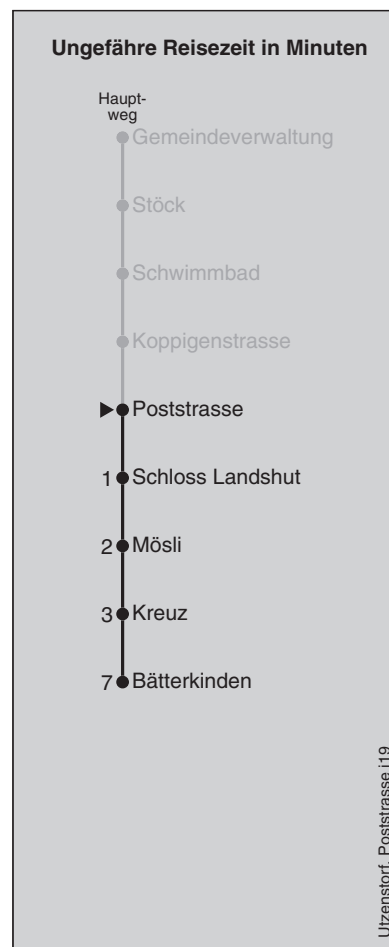 Ungefähre Reisezeit in Minuten
Haupt-
weg
Gemeindeverwaltung
Stöck
Schwimmbad
Koppigenstrasse
Poststrasse
1 Schloss Landshut
2 Mösli
3 Kreuz
7 Bätterkinden
Utzenstorf, Poststrasse j19